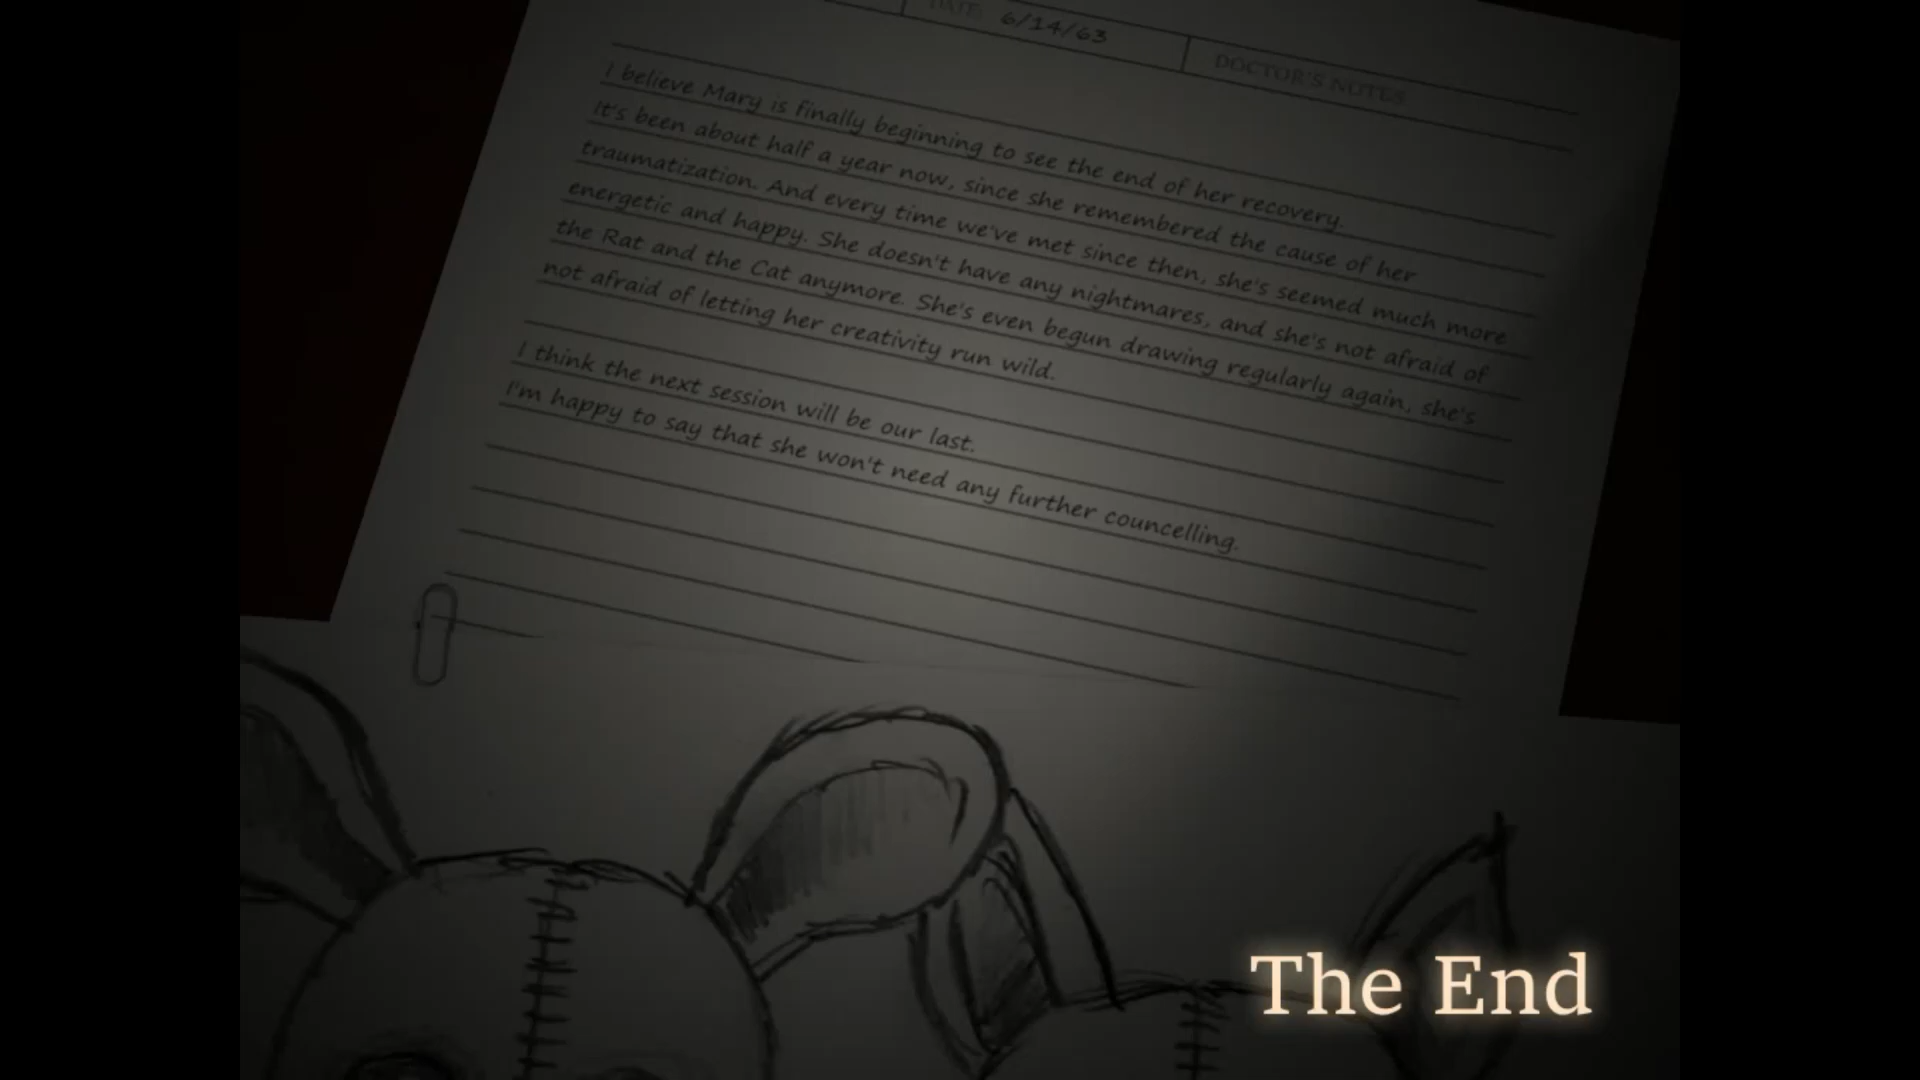 DATE 6/14/63
DOCTOR'S NOTES
I believe Mary is finally beginning to see the end of her recovery.
It's been about half a year now, since she remembered the cause of her
traumatization. And every time we've met since then, she's seemed much more
energetic and happy. She doesn't have any nightmares, and she's not afraid of
the Rat and the Cat anymore. She's even begun drawing regularly again, she's
not afraid of letting her creativity run wild.
I think the next session will be our last.
I'm happy to say that she won't need any further councelling.
The End